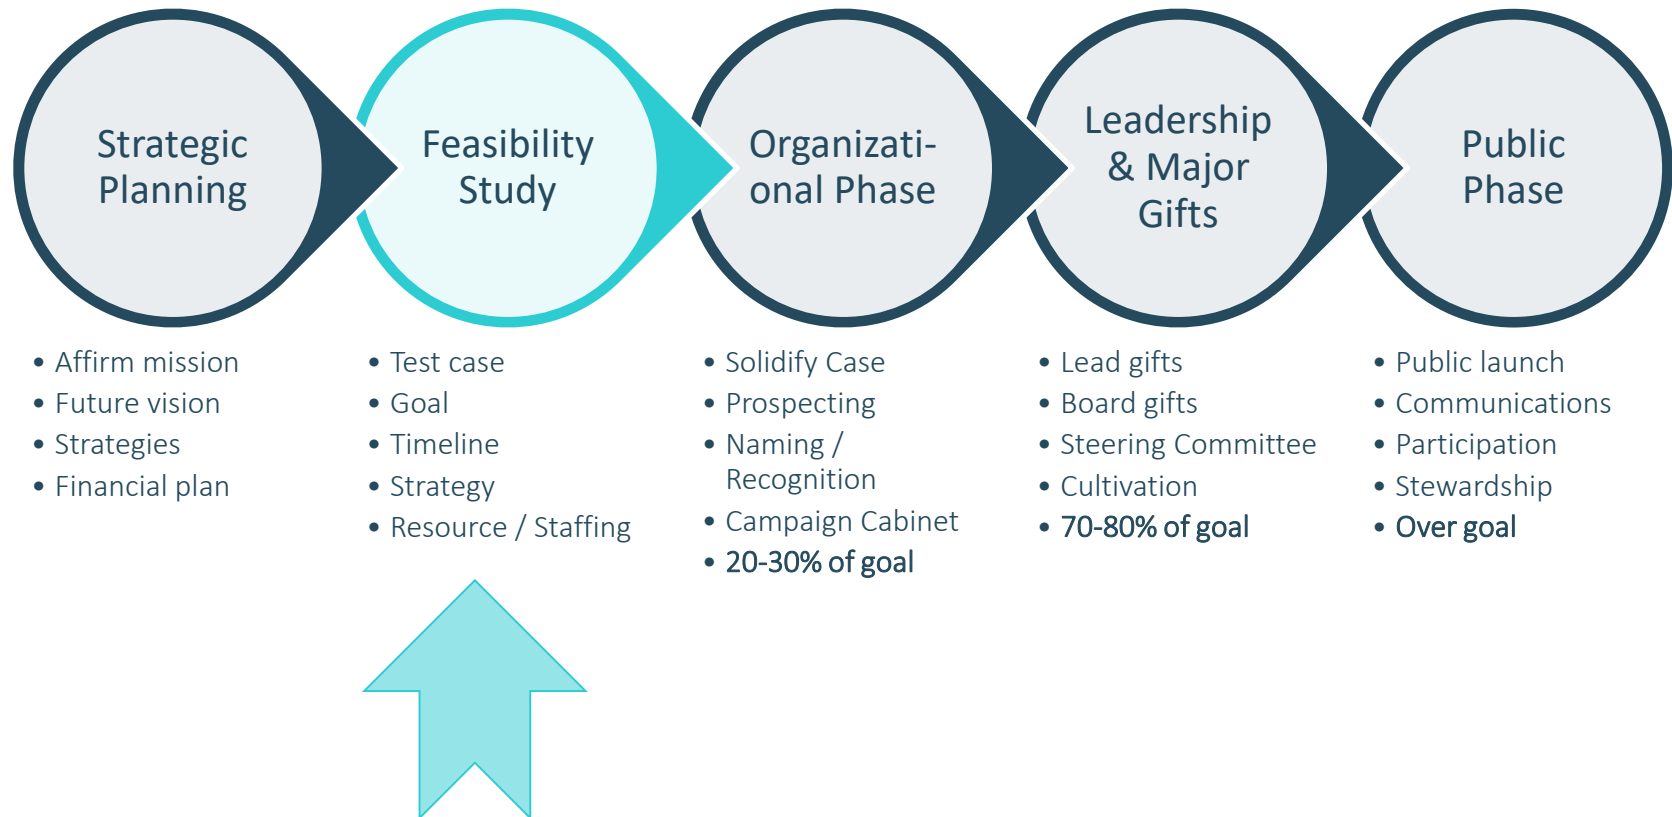 Strategic
Planning
Feasibility
Study
Organizati-
onal Phase
Leadership
& Major
Gifts
Public
Phase
• Affirm mission
• Future vision
• Strategies
• Financial plan
• Test case
• Goal
• Timeline
• Strategy
• Resource / Staffing
• Solidify Case
• Prospecting
• Naming /
Recognition
• Campaign Cabinet
• 20-30% of goal
• Lead gifts
• Board gifts
• Steering Committee
• Cultivation
• 70-80% of goal
• Public launch
• Communications
• Participation
• Stewardship
• Over goal